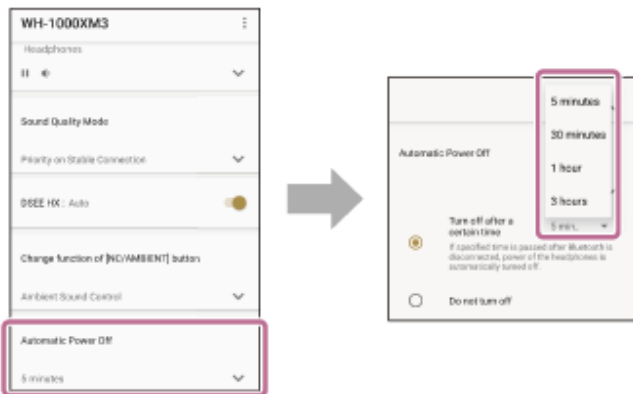 WH-1000XM3
Headphones
Sound Quality Mode
Priority on Stable Connection
DSEE HX : Auto
Change function of [NC/AMBIENT] button
Ambient Sound Control
Automatic Power Off
5 minutes
5 minutes
30 minutes
1 hour
3 hours
Automatic Power Off
Turn off after a
certain time
5 min.
If specified time is passed after Bluetooth is
disconnected, power of the headphones is
automatically turned off.
Do not turn off